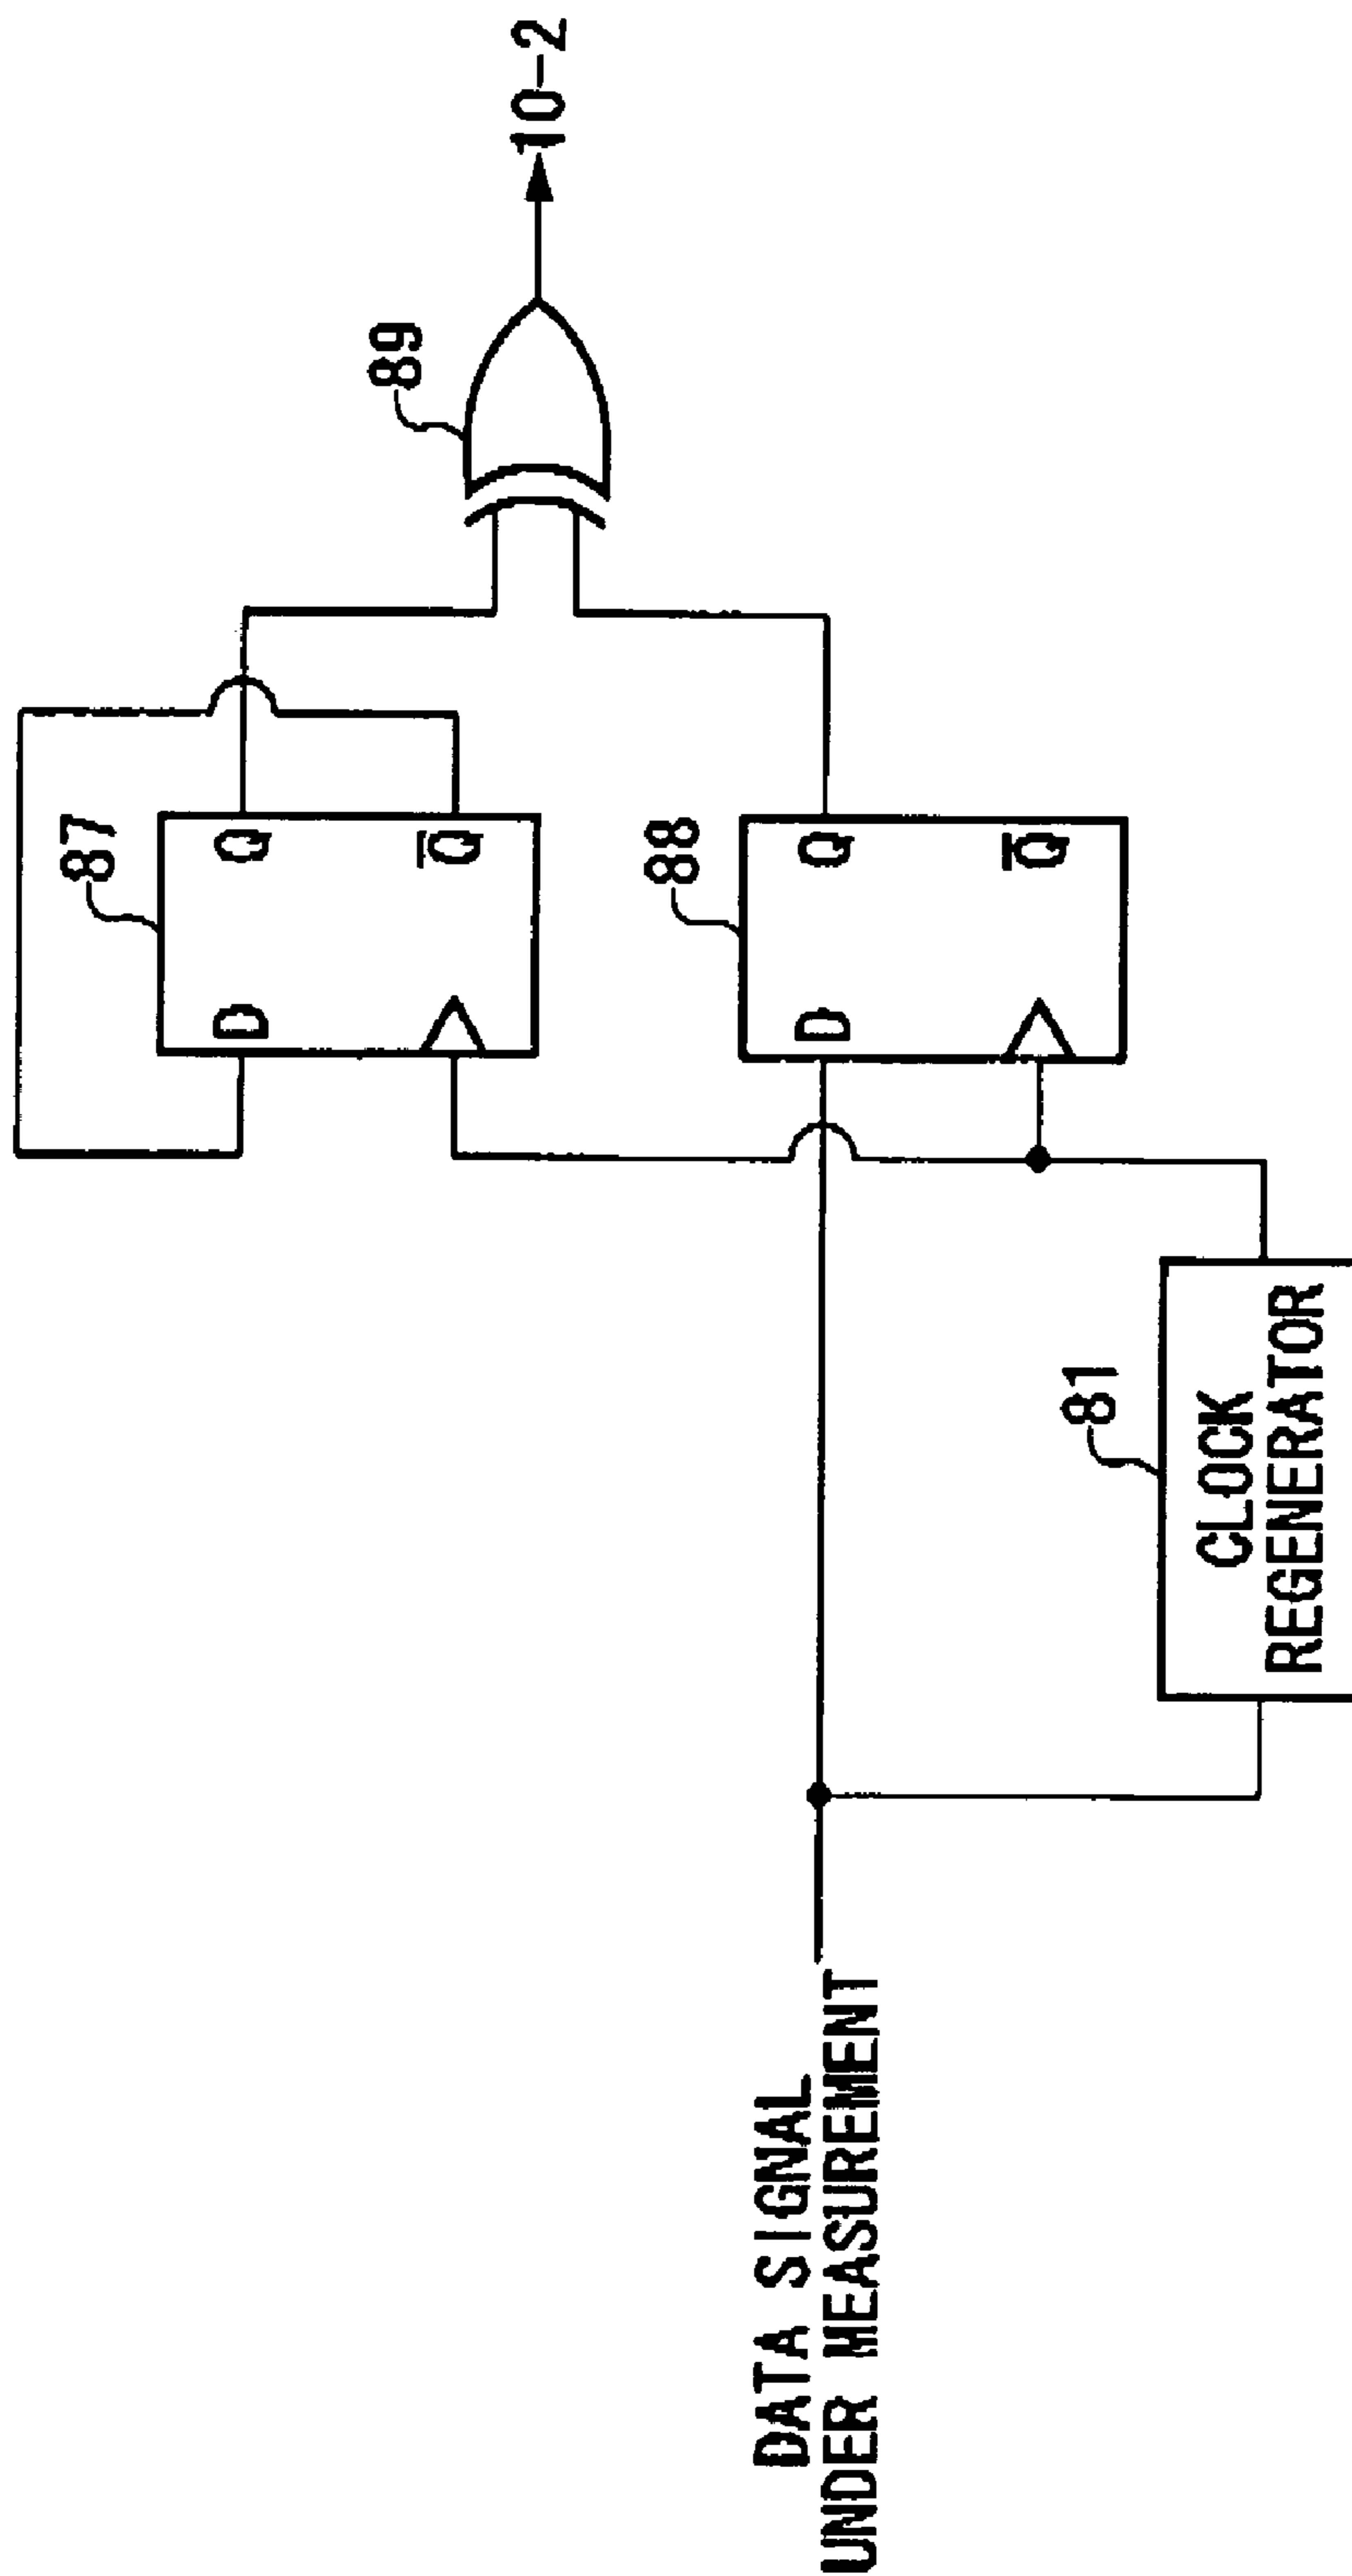 DATA SIGNAL
UNDER MEASUREMENT
81
CLOCK
REGENERATOR
87
D
Q
Q̅
88
D
Q
Q̅
89
10-2